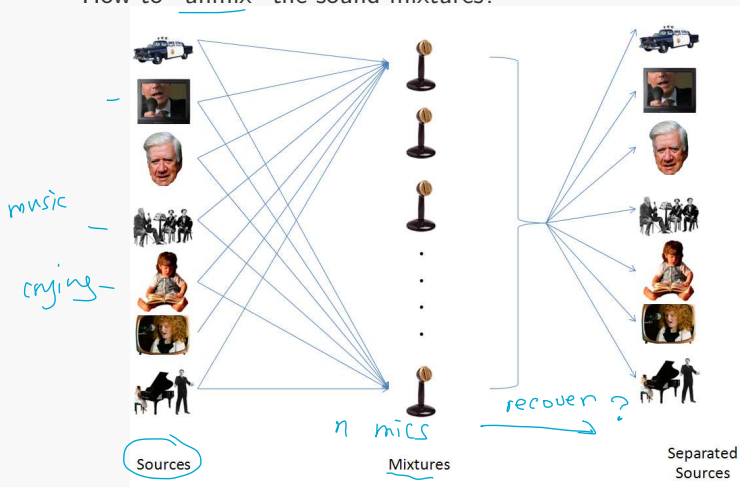 How to "unmix" the sound mixtures?
music
crying
n mics
recover ?
Sources
Mixtures
Separated
Sources